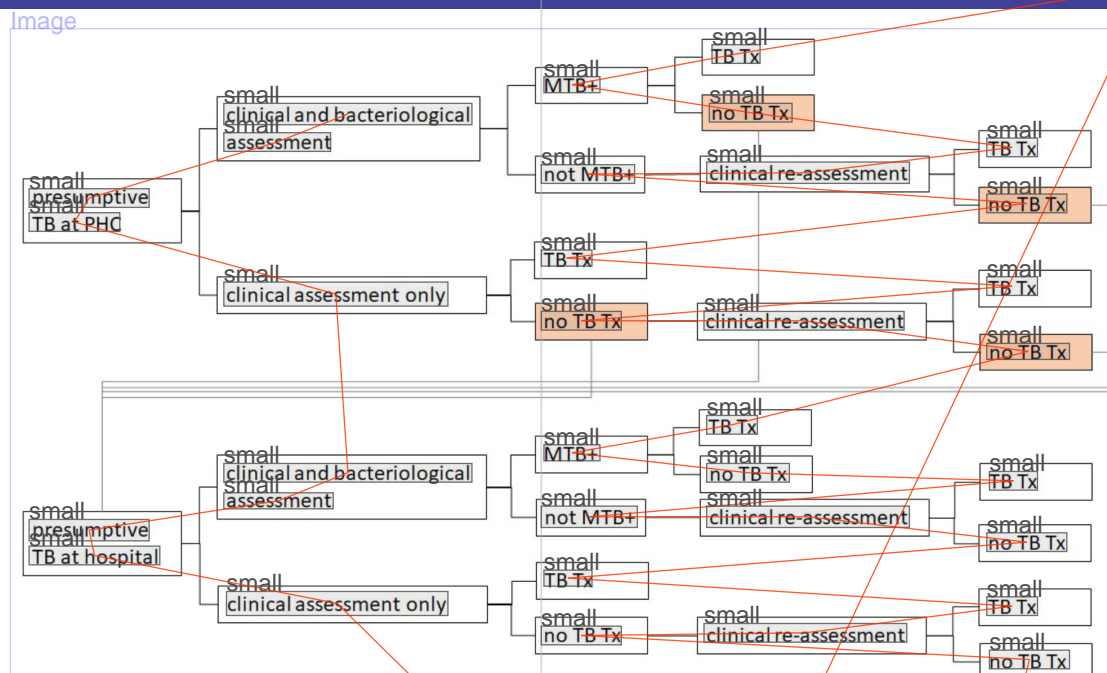 Image
small
presumptive
small
TB at PHC
small
clinical and bacteriological
small
assessment
small
clinical assessment only
small
MTB+
small
TB Tx
small
no TB Tx
small
not MTB+
small
clinical re-assessment
small
TB Tx
small
no TB Tx
small
TB Tx
small
no TB Tx
small
clinical re-assessment
small
TB Tx
small
no TB Tx
small
presumptive
small
TB at hospital
small
clinical and bacteriological
small
assessment
small
clinical assessment only
small
MTB+
small
TB Tx
small
no TB Tx
small
not MTB+
small
clinical re-assessment
small
TB Tx
small
no TB Tx
small
TB Tx
small
no TB Tx
small
clinical re-assessment
small
TB Tx
small
no TB Tx